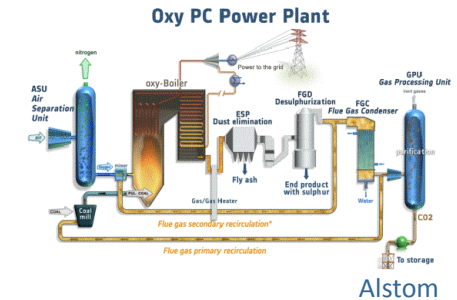 Oxy PC Power Plant
nitrogen
Power to the grid
oxy-Boiler
ASU
Air
Separation
Unit
air
Oxygen
mixer
PUL. COAL
COAL
Coal
mill
ESP
Dust elimination
Fly ash
Gas/Gas Heater
FGD
Desulphurization
End product
with sulphur
FGC
Flue Gas Condenser
Water
GPU
Gas Processing Unit
inert gases
purification
CO2
To storage
Flue gas secondary recirculation*
Flue gas primary recirculation
Alstom